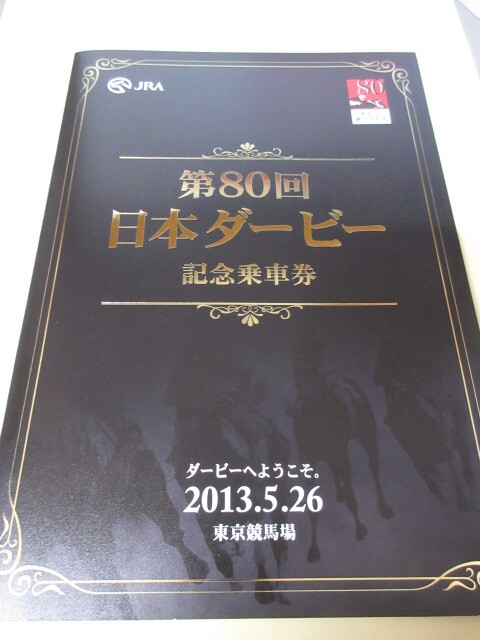 JRA
80
第80回
日本ダービー
記念乗車券
ダービーへようこそ。
2013.5.26
東京競馬場